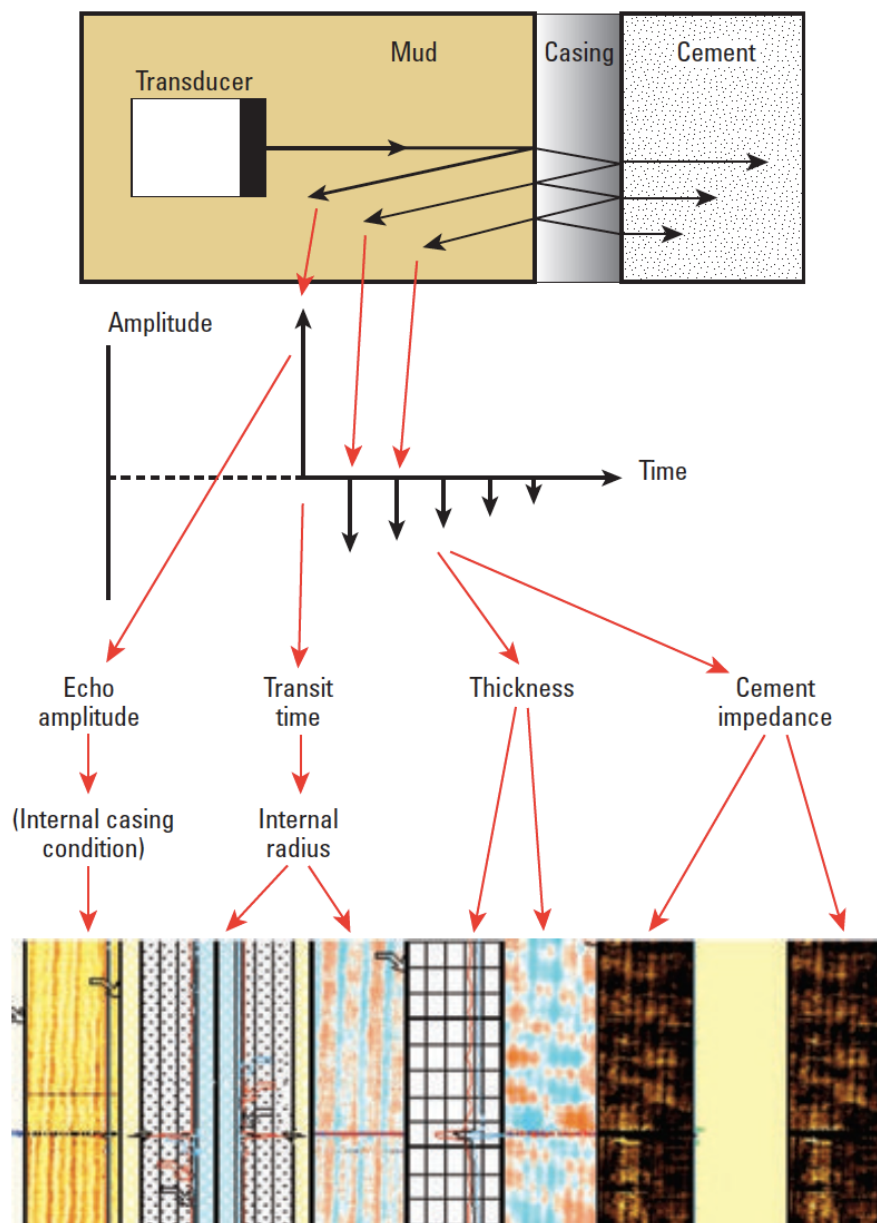 Mud
Casing
Cement
Transducer
Amplitude
Time
Echo
amplitude
Transit
time
Thickness
Cement
impedance
(Internal casing
condition)
Internal
radius